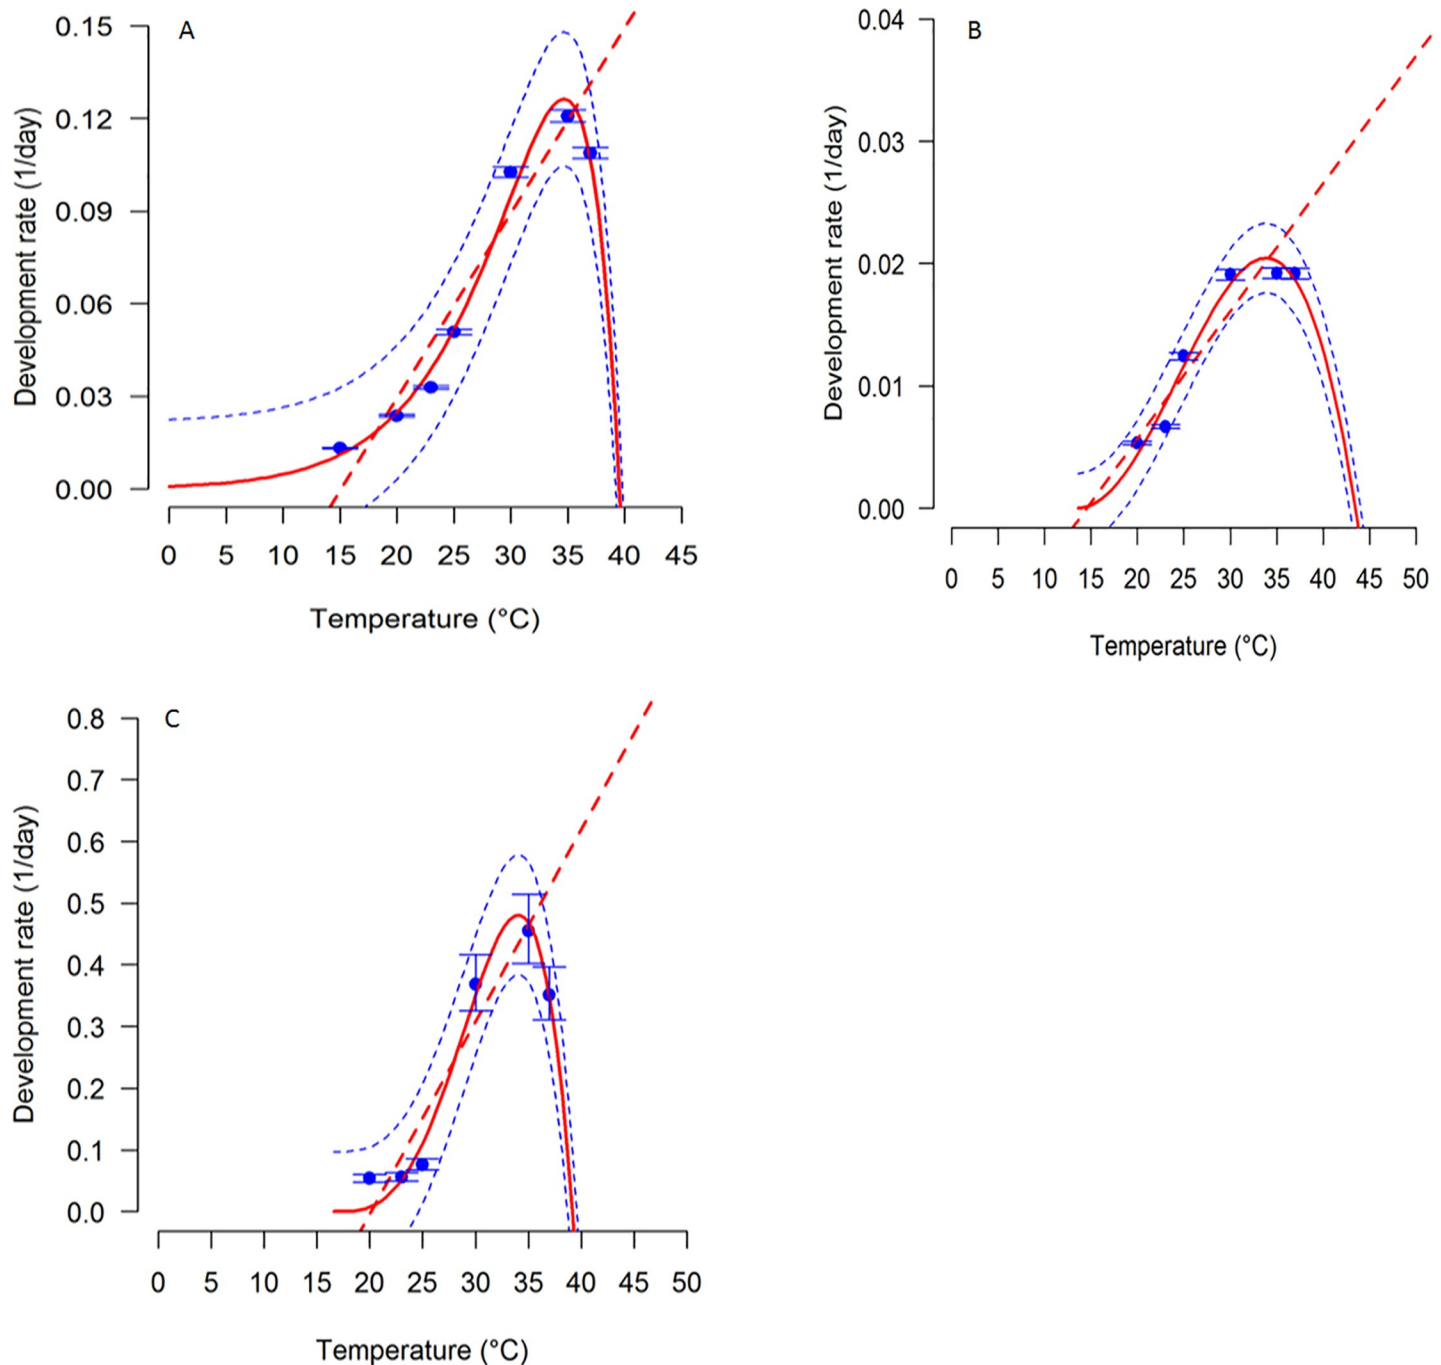 A
Development rate (1/day)
0.15
0.12
0.09
0.06
0.03
0.00
0 5 10 15 20 25 30 35 40 45
Temperature (°C)
B
Development rate (1/day)
0.04
0.03
0.02
0.01
0.00
0 5 10 15 20 25 30 35 40 45 50
Temperature (°C)
C
Development rate (1/day)
0.8
0.7
0.6
0.5
0.4
0.3
0.2
0.1
0.0
0 5 10 15 20 25 30 35 40 45 50
Temperature (°C)